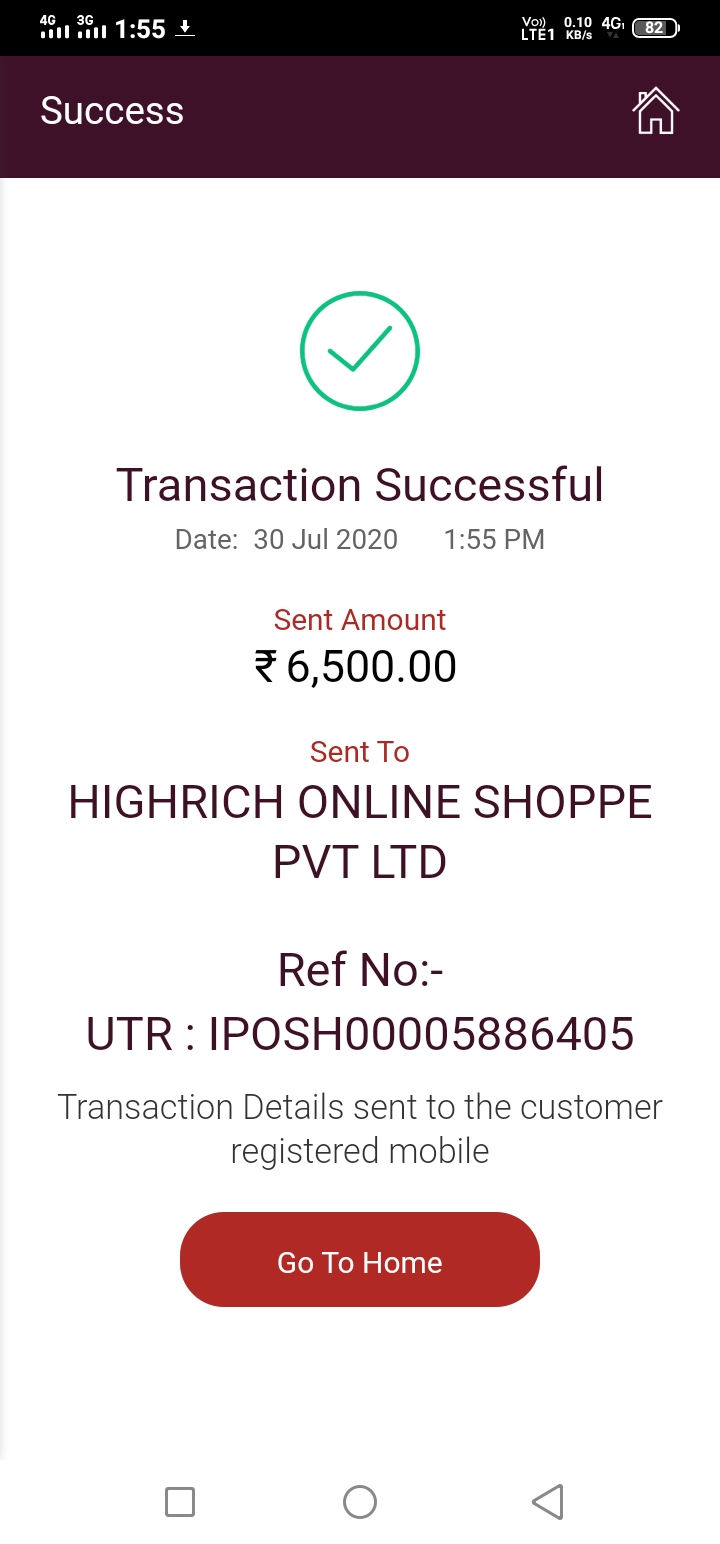 4G 3G 1:55 Vo)) LTE1 0.10 KB/s 4G 82
Success
Transaction Successful
Date: 30 Jul 2020 1:55 PM
Sent Amount
₹ 6,500.00
Sent To
HIGHRICH ONLINE SHOPPE
PVT LTD
Ref No:-
UTR : IPOSH00005886405
Transaction Details sent to the customer
registered mobile
Go To Home